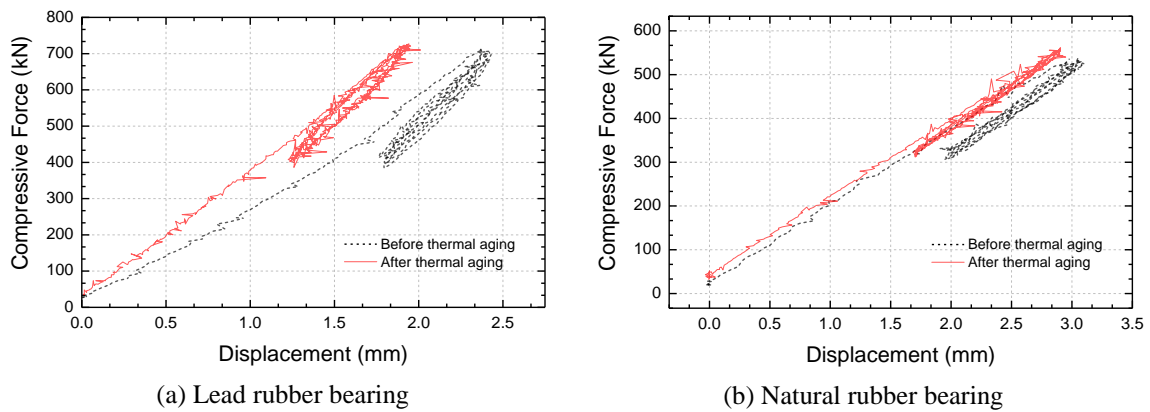 800
700
600
500
400
300
200
100
0
Compressive Force (kN)
Before thermal aging
After thermal aging
0.0 0.5 1.0 1.5 2.0 2.5
Displacement (mm)
(a) Lead rubber bearing
600
500
400
300
200
100
0
Compressive Force (kN)
Before thermal aging
After thermal aging
0.0 0.5 1.0 1.5 2.0 2.5 3.0 3.5
Displacement (mm)
(b) Natural rubber bearing